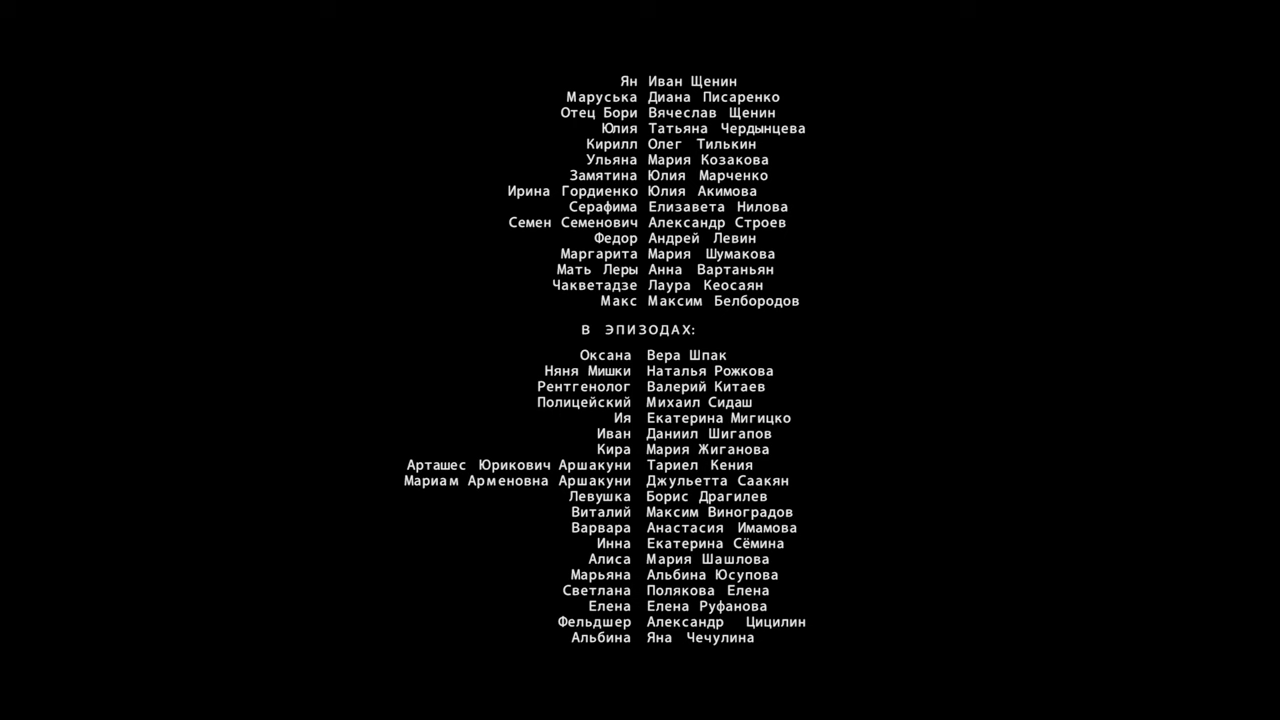 Ян Иван Щенин
Маруська Диана Писаренко
Отец Бори Вячеслав Щенин
Юлия Татьяна Чердынцева
Кирилл Олег Тилькин
Ульяна Мария Козакова
Замятина Юлия Марченко
Ирина Гордиенко Юлия Акимова
Серафима Елизавета Нилова
Семен Семенович Александр Строев
Федор Андрей Левин
Маргарита Мария Шумакова
Мать Леры Анна Вартаньян
Чакветадзе Лаура Кеосаян
Макс Максим Белбородов
В ЭПИЗОДАХ:
Оксана Вера Шпак
Няня Мишки Наталья Рожкова
Рентгенолог Валерий Китаев
Полицейский Михаил Сидаш
Ия Екатерина Мигицко
Иван Даниил Шигапов
Кира Мария Жиганова
Арташес Юрикович Аршакуни Тариел Кения
Мариам Арменовна Аршакуни Джульетта Саакян
Левушка Борис Драгилев
Виталий Максим Виноградов
Варвара Анастасия Имамова
Инна Екатерина Сёмина
Алиса Мария Шашлова
Марьяна Альбина Юсупова
Светлана Полякова Елена
Елена Елена Руфанова
Фельдшер Александр Цицилин
Альбина Яна Чечулина